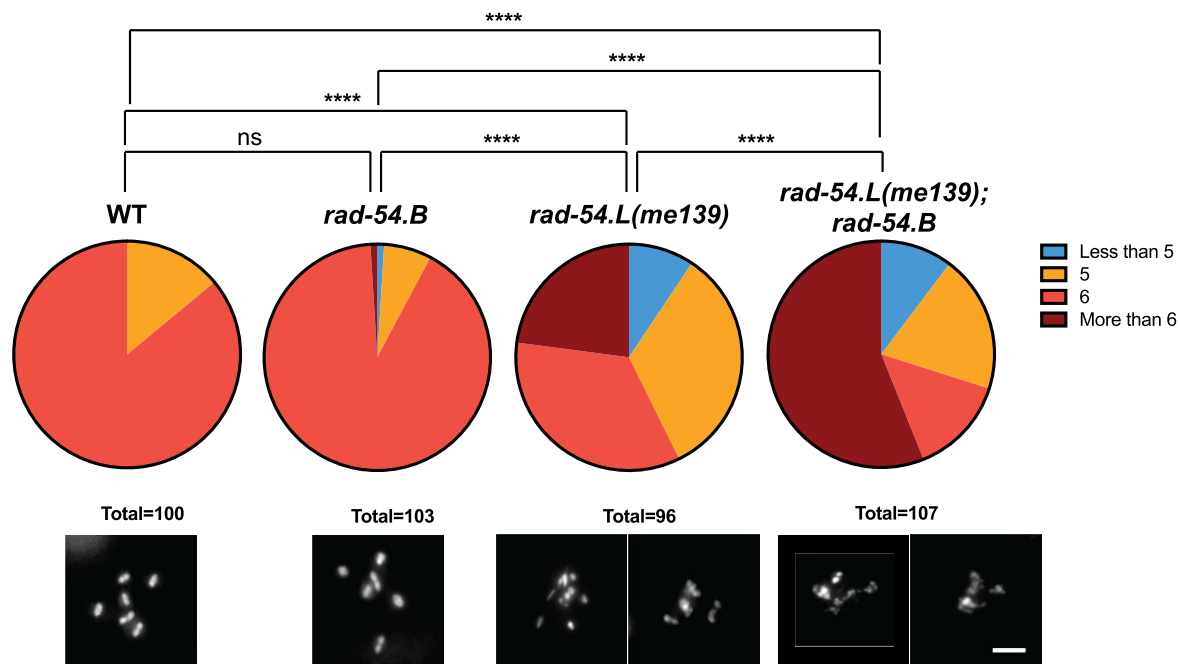 ****
****
****
ns
****
****
WT
rad-54.B
rad-54.L(me139)
rad-54.L(me139);
rad-54.B
Less than 5
5
6
More than 6
Total=100
Total=103
Total=96
Total=107